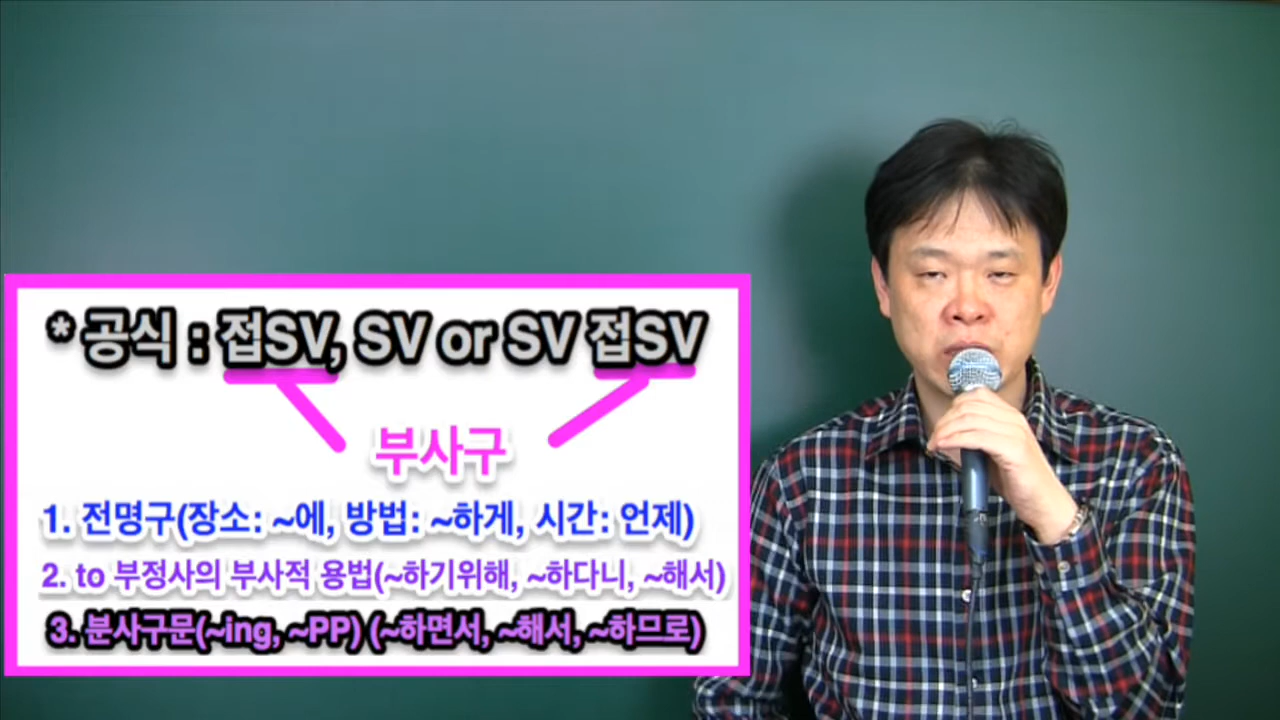 * 공식 : 접SV, SV or SV 접SV
부사구
1. 전명구(장소: ~에, 방법: ~하게, 시간: 언제)
2. to 부정사의 부사적 용법(~하기위해, ~하다니, ~해서)
3. 분사구문(~ing, ~PP) (~하면서, ~해서, ~하므로)